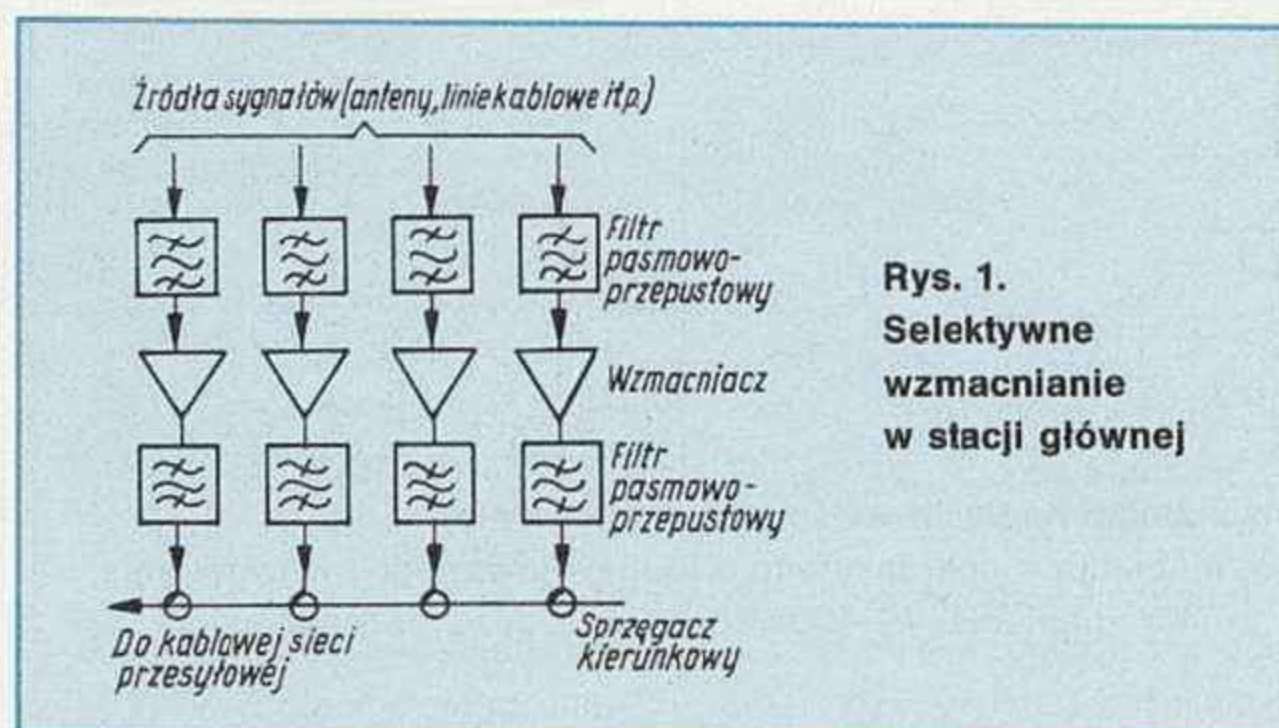 Źródła sygnałów (anteny, linie kablowe itp.)
Filtr
pasmowo-
przepustowy
Wzmacniacz
Filtr
pasmowo-
przepustowy
Sprzęgacz
kierunkowy
Do kablowej sieci
przesyłowej
Rys. 1.
Selektywne
wzmacnianie
w stacji głównej